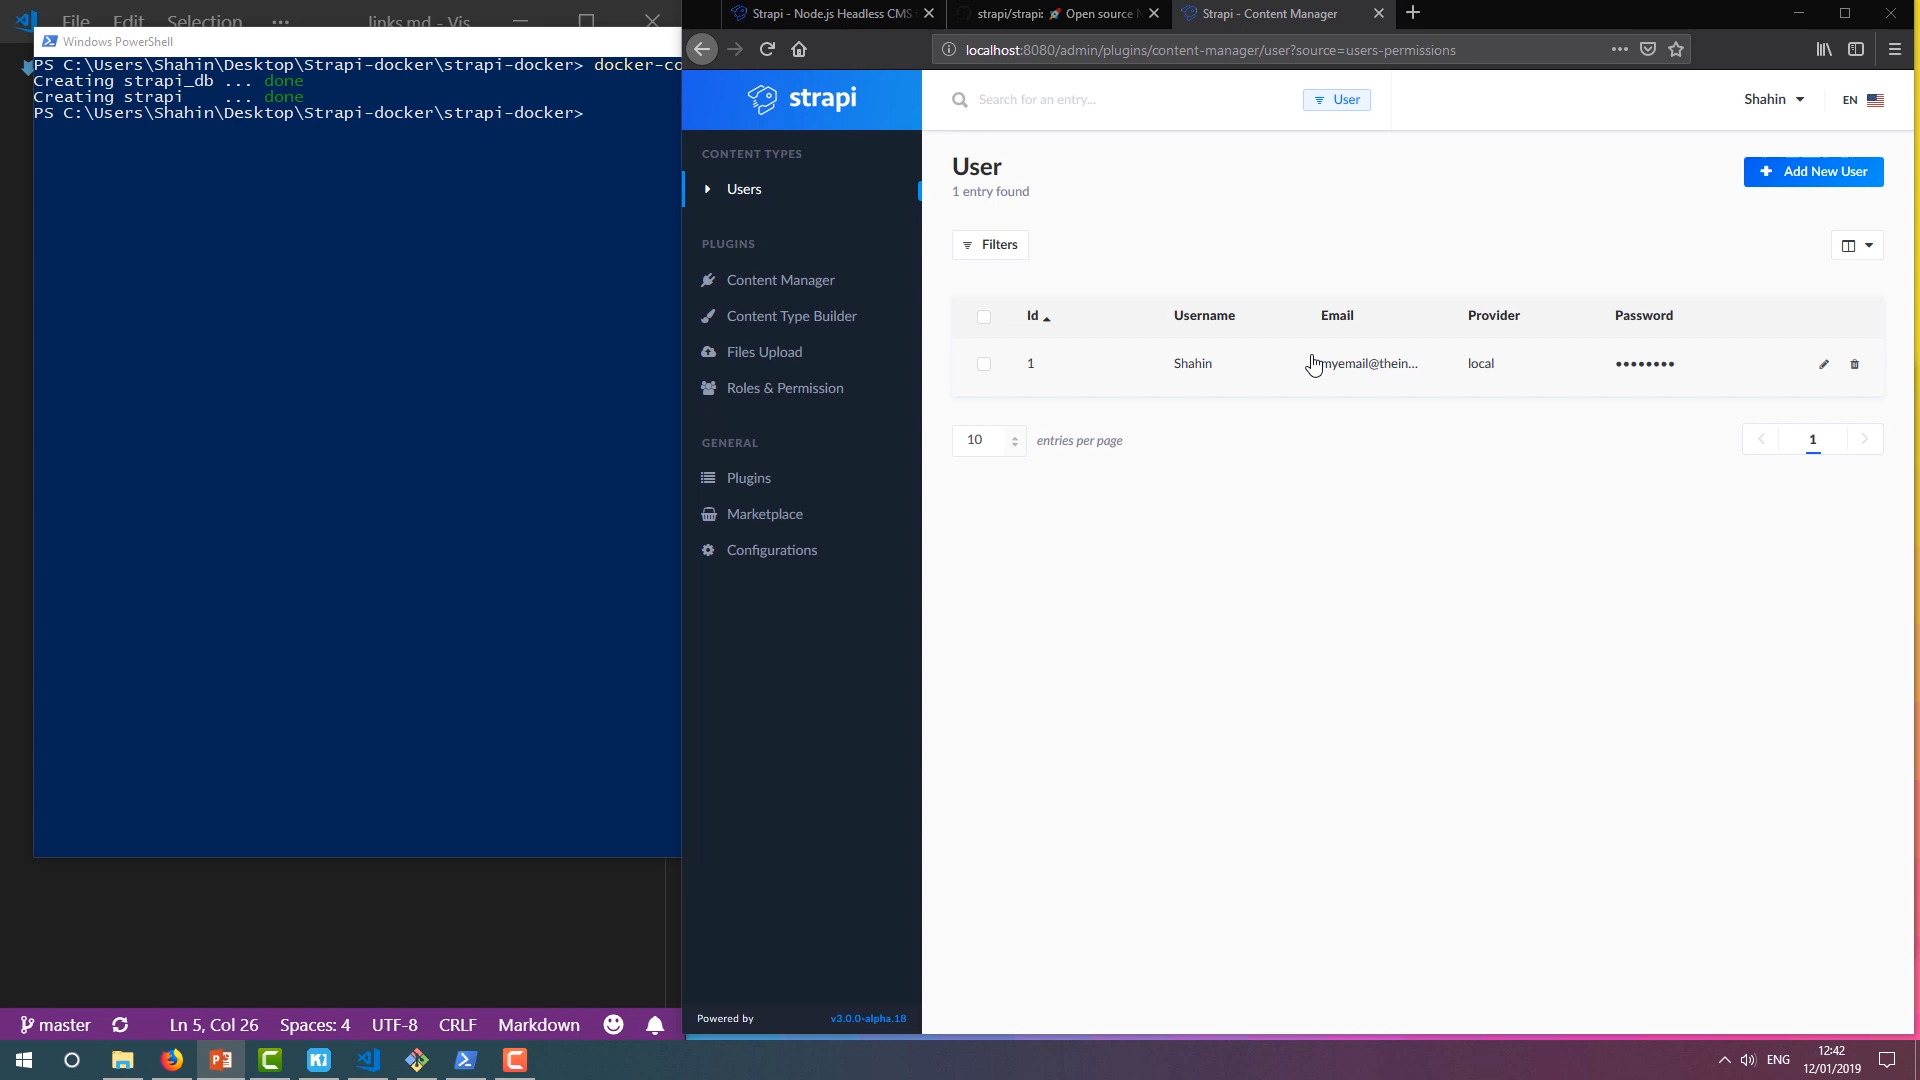 File Edit Selection ... links.md - Vis
Windows PowerShell
PS C:\Users\Shahin\Desktop\Strapi-docker\strapi-docker> docker-co
Creating strapi_db ... done
Creating strapi ... done
PS C:\Users\Shahin\Desktop\Strapi-docker\strapi-docker>
master
Ln 5, Col 26
Spaces: 4
UTF-8
CRLF
Markdown
Strapi - Node.js Headless CMS
strapi/strapi: 🚀 Open source
Strapi - Content Manager
localhost:8080/admin/plugins/content-manager/user?source=users-permissions
strapi
Search for an entry...
User
Shahin
EN
CONTENT TYPES
Users
PLUGINS
Content Manager
Content Type Builder
Files Upload
Roles & Permission
GENERAL
Plugins
Marketplace
Configurations
Powered by v3.0.0-alpha.18
User
1 entry found
Add New User
Filters
Id Username Email Provider Password
1 Shahin myemail@thein... local ••••••••
10 entries per page
1
ENG
12:42
12/01/2019